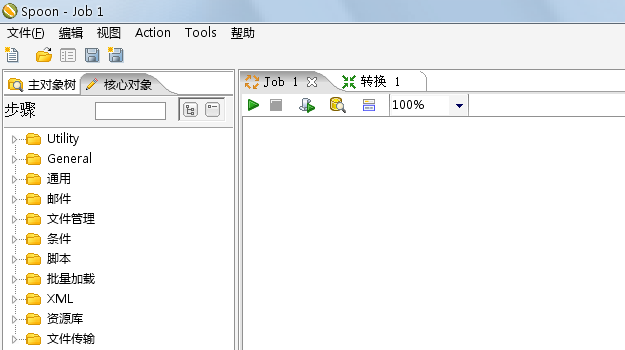 Spoon - Job 1
文件(F) 编辑 视图 Action Tools 帮助
主对象树 核心对象 Job 1 转换 1
步骤 100%
Utility
General
通用
邮件
文件管理
条件
脚本
批量加载
XML
资源库
文件传输